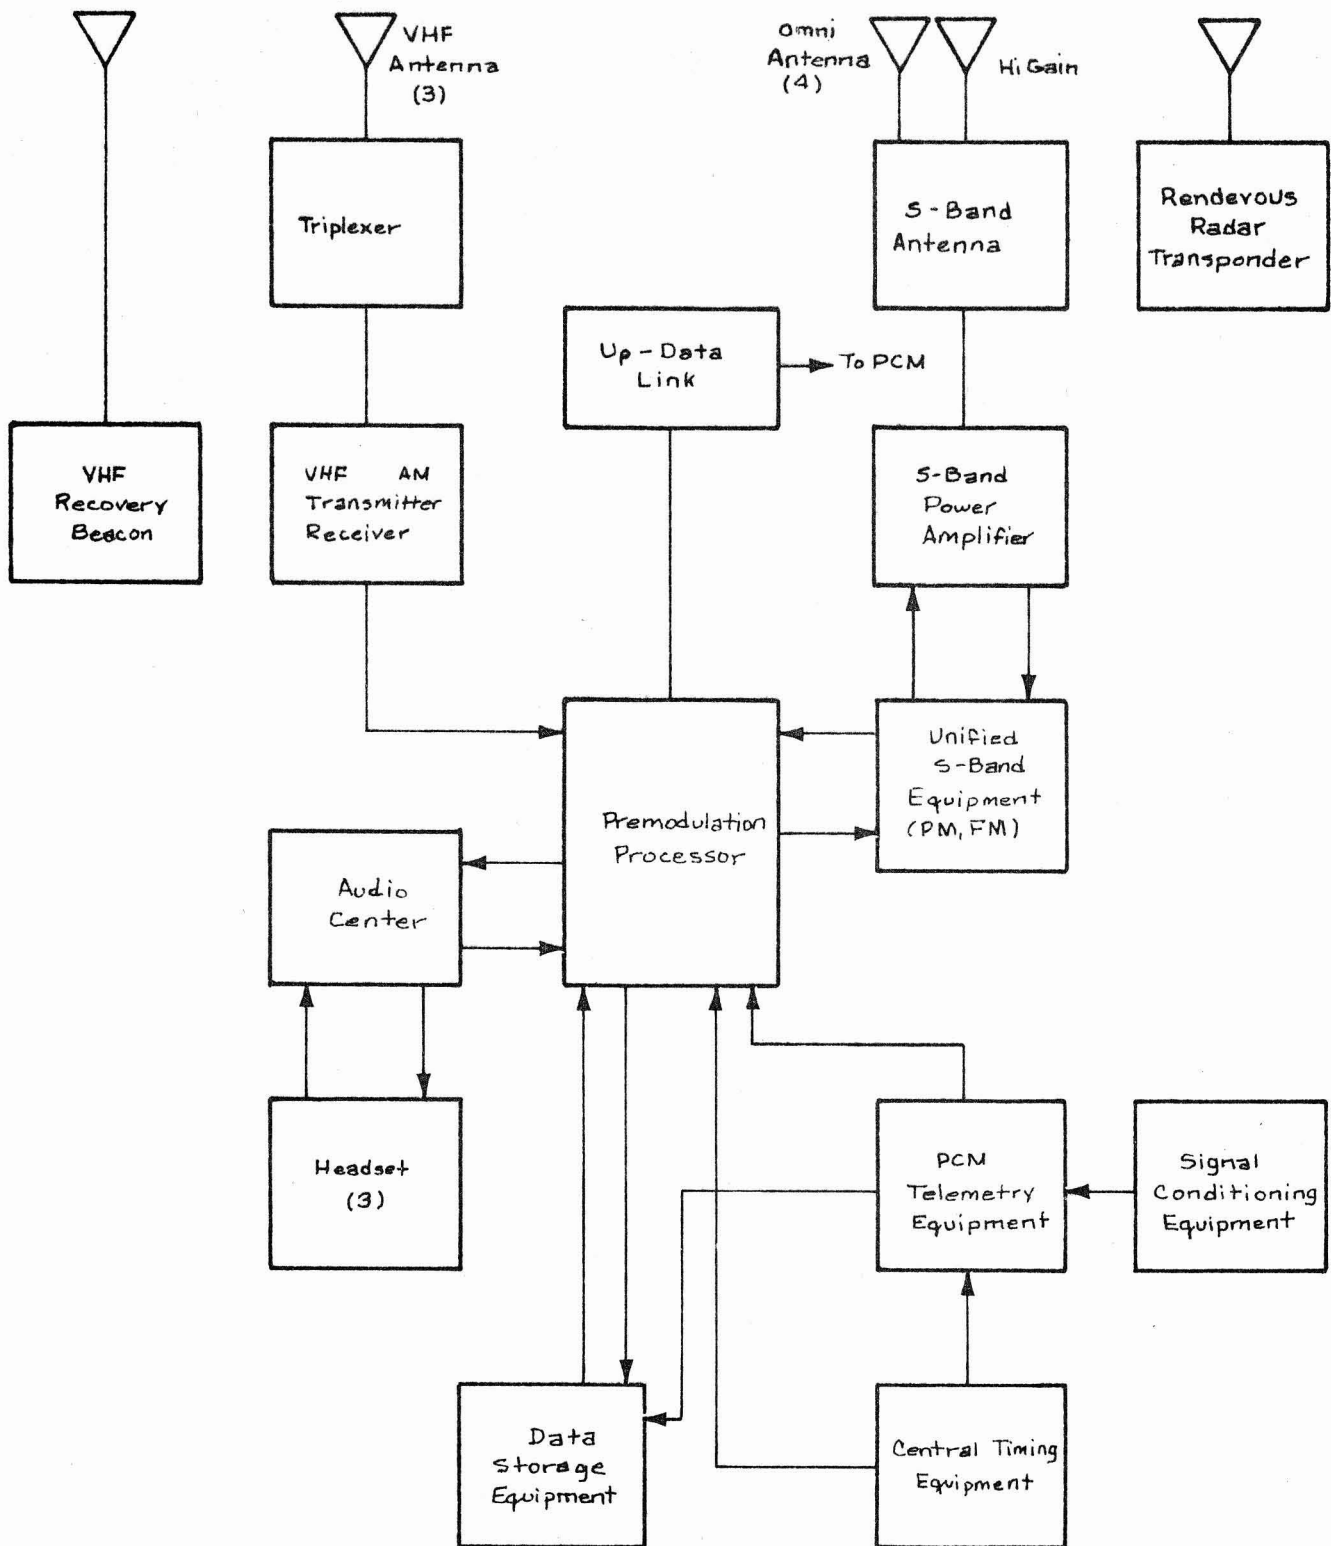 VHF
Antenna
(3)
Omni
Antenna
(4)
Hi Gain
Triplexer
S-Band
Antenna
Rendevous
Radar
Transponder
Up-Data
Link
To PCM
VHF
Recovery
Beacon
VHF AM
Transmitter
Receiver
S-Band
Power
Amplifier
Unified
S-Band
Equipment
(PM, FM)
Premodulation
Processor
Audio
Center
Headset
(3)
PCM
Telemetry
Equipment
Signal
Conditioning
Equipment
Data
Storage
Equipment
Central Timing
Equipment